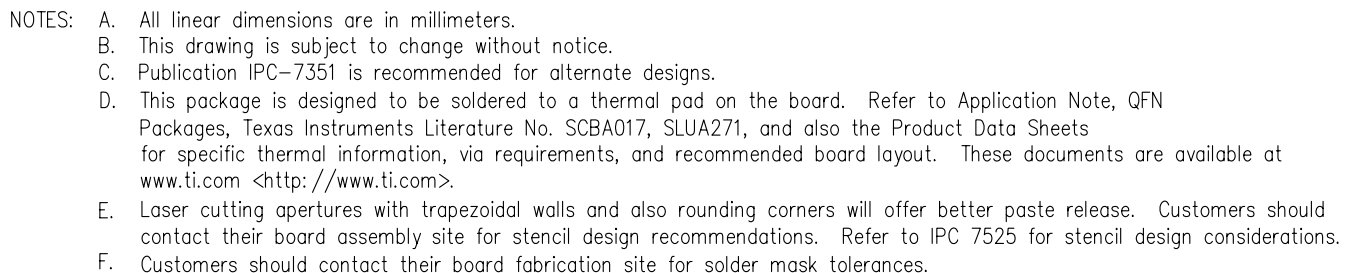 NOTES: A. All linear dimensions are in millimeters.
B. This drawing is subject to change without notice.
C. Publication IPC-7351 is recommended for alternate designs.
D. This package is designed to be soldered to a thermal pad on the board. Refer to Application Note, QFN
Packages, Texas Instruments Literature No. SCBA017, SLUA271, and also the Product Data Sheets
for specific thermal information, via requirements, and recommended board layout. These documents are available at
www.ti.com <http://www.ti.com>.
E. Laser cutting apertures with trapezoidal walls and also rounding corners will offer better paste release. Customers should
contact their board assembly site for stencil design recommendations. Refer to IPC 7525 for stencil design considerations.
F. Customers should contact their board fabrication site for solder mask tolerances.